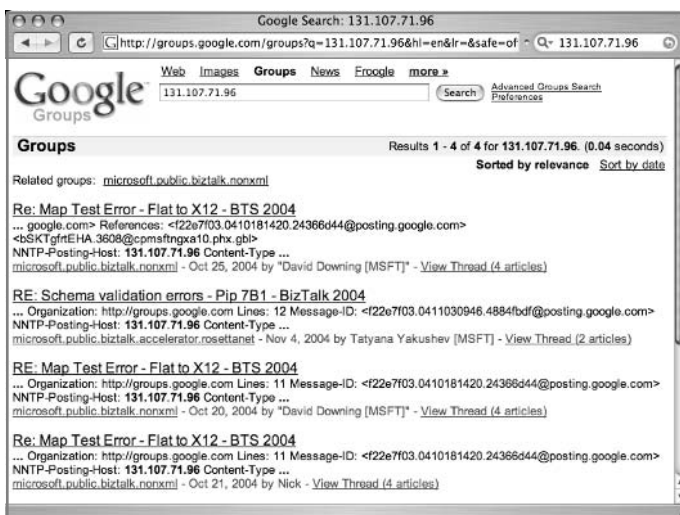 Google Search: 131.107.71.96
http://groups.google.com/groups?q=131.107.71.96&hl=en&lr=&safe=of
131.107.71.96
Google
Groups
Web Images Groups News Froogle more »
131.107.71.96
Search
Advanced Groups Search
Preferences
Groups
Results 1 - 4 of 4 for 131.107.71.96. (0.04 seconds)
Sorted by relevance Sort by date
Related groups: microsoft.public.biztalk.nonxml
Re: Map Test Error - Flat to X12 - BTS 2004
... google.com> References: <f22e7f03.0410181420.24366d44@posting.google.com>
<bSKTgfrtEHA.3608@cpmsftngxa10.phx.gbl>
NNTP-Posting-Host: 131.107.71.96 Content-Type ...
microsoft.public.biztalk.nonxml - Oct 25, 2004 by "David Downing [MSFT]" - View Thread (4 articles)
RE: Schema validation errors - Pip 7B1 - BizTalk 2004
... Organization: http://groups.google.com Lines: 12 Message-ID: <f22e7f03.0411030946.4884fbdf@posting.google.com>
NNTP-Posting-Host: 131.107.71.96 Content-Type ...
microsoft.public.biztalk.accelerator.rosettanet - Nov 4, 2004 by Tatyana Yakushev [MSFT] - View Thread (2 articles)
RE: Map Test Error - Flat to X12 - BTS 2004
... Organization: http://groups.google.com Lines: 11 Message-ID: <f22e7f03.0410181420.24366d44@posting.google.com>
NNTP-Posting-Host: 131.107.71.96 Content-Type ...
microsoft.public.biztalk.nonxml - Oct 20, 2004 by "David Downing [MSFT]" - View Thread (4 articles)
Re: Map Test Error - Flat to X12 - BTS 2004
... Organization: http://groups.google.com Lines: 11 Message-ID: <f22e7f03.0410181420.24366d44@posting.google.com>
NNTP-Posting-Host: 131.107.71.96 Content-Type ...
microsoft.public.biztalk.nonxml - Oct 21, 2004 by Nick - View Thread (4 articles)